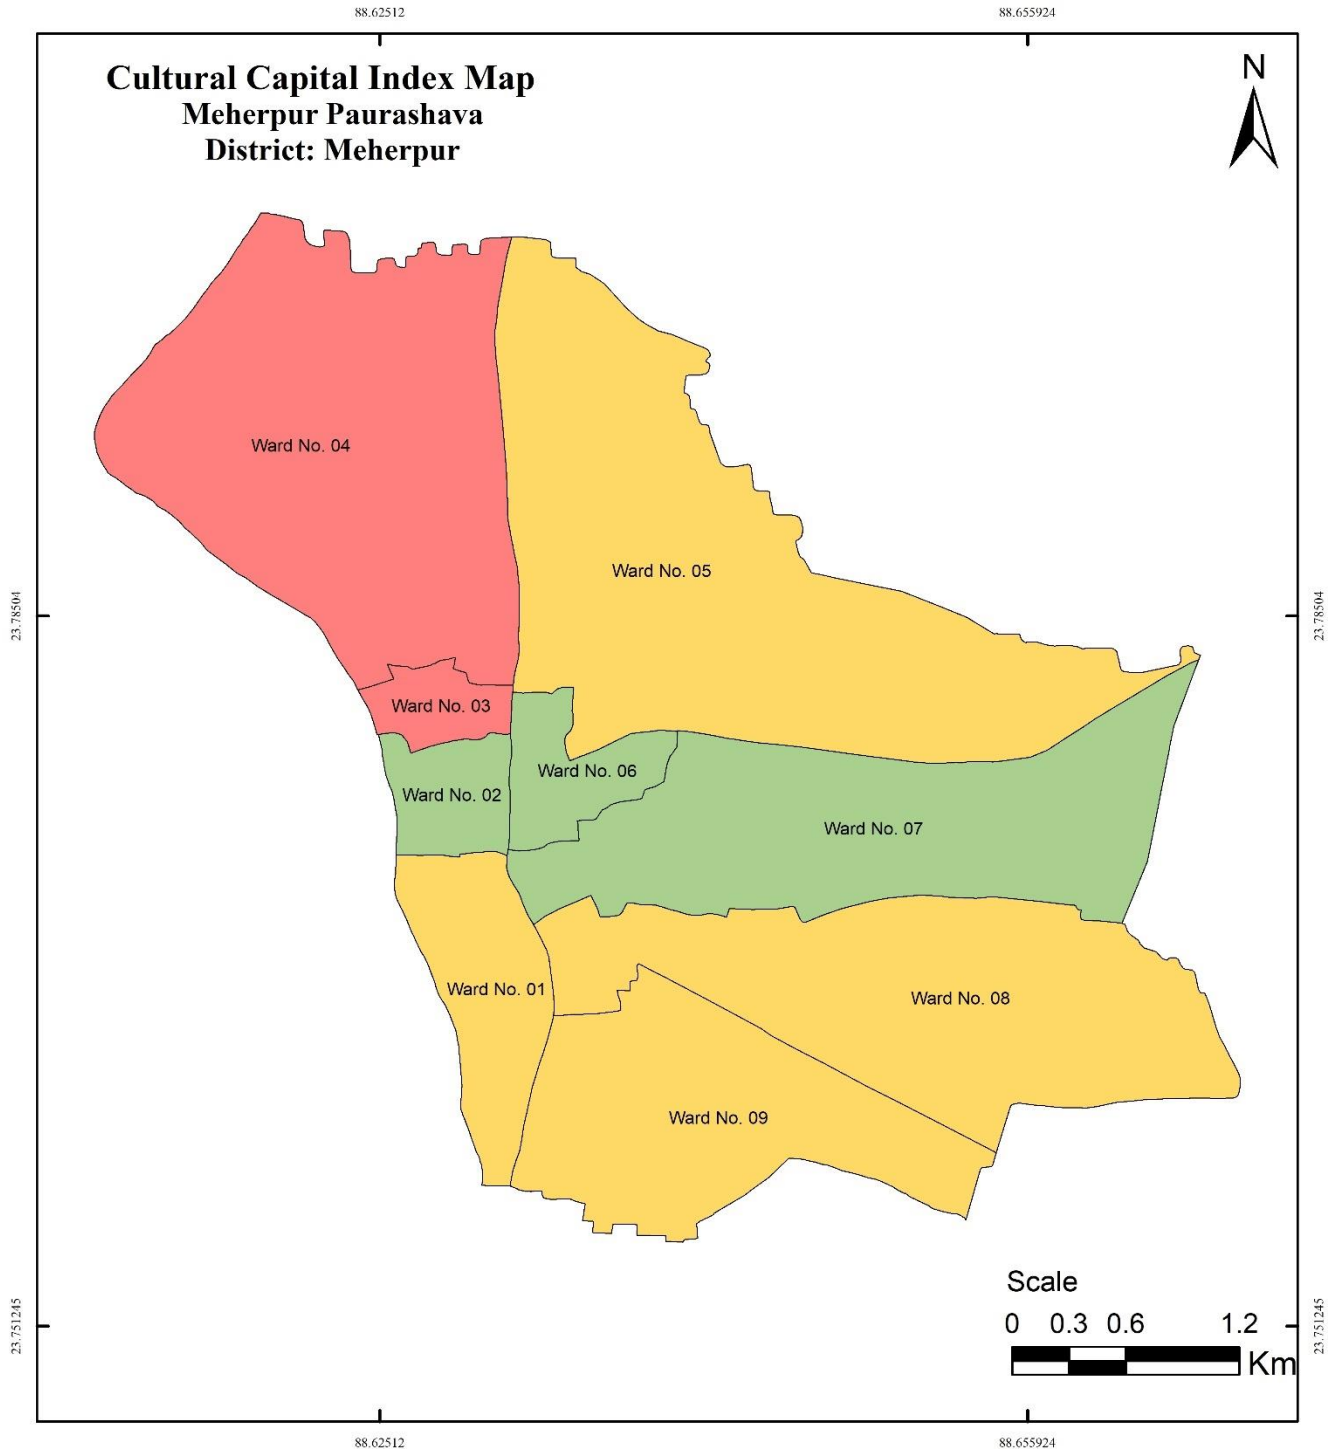 88.62512
88.655924
Cultural Capital Index Map
Meherpur Paurashava
District: Meherpur
N
Ward No. 04
Ward No. 05
23.78504
23.78504
Ward No. 03
Ward No. 06
Ward No. 02
Ward No. 07
Ward No. 01
Ward No. 08
Ward No. 09
Scale
0 0.3 0.6 1.2
Km
23.751245
23.751245
88.62512
88.655924